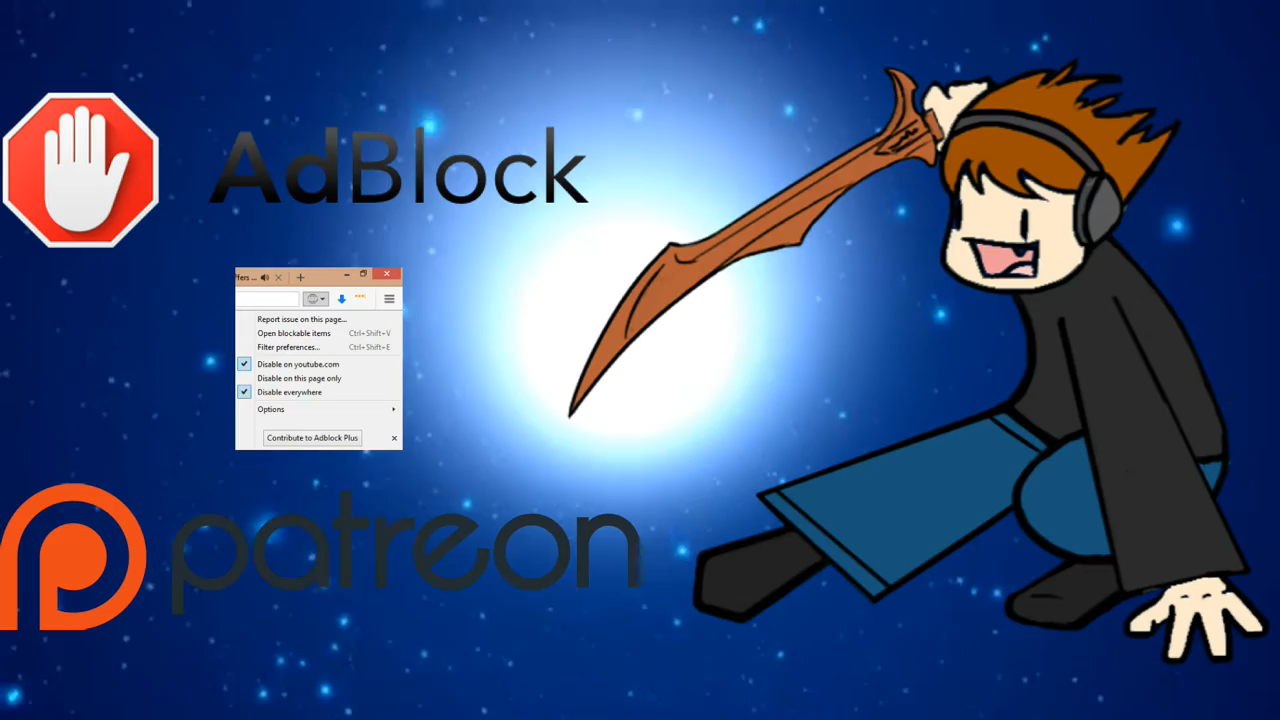 AdBlock
ffers ...
Report issue on this page...
Open blockable items Ctrl+Shift+V
Filter preferences... Ctrl+Shift+E
Disable on youtube.com
Disable on this page only
Disable everywhere
Options
Contribute to Adblock Plus
patreon